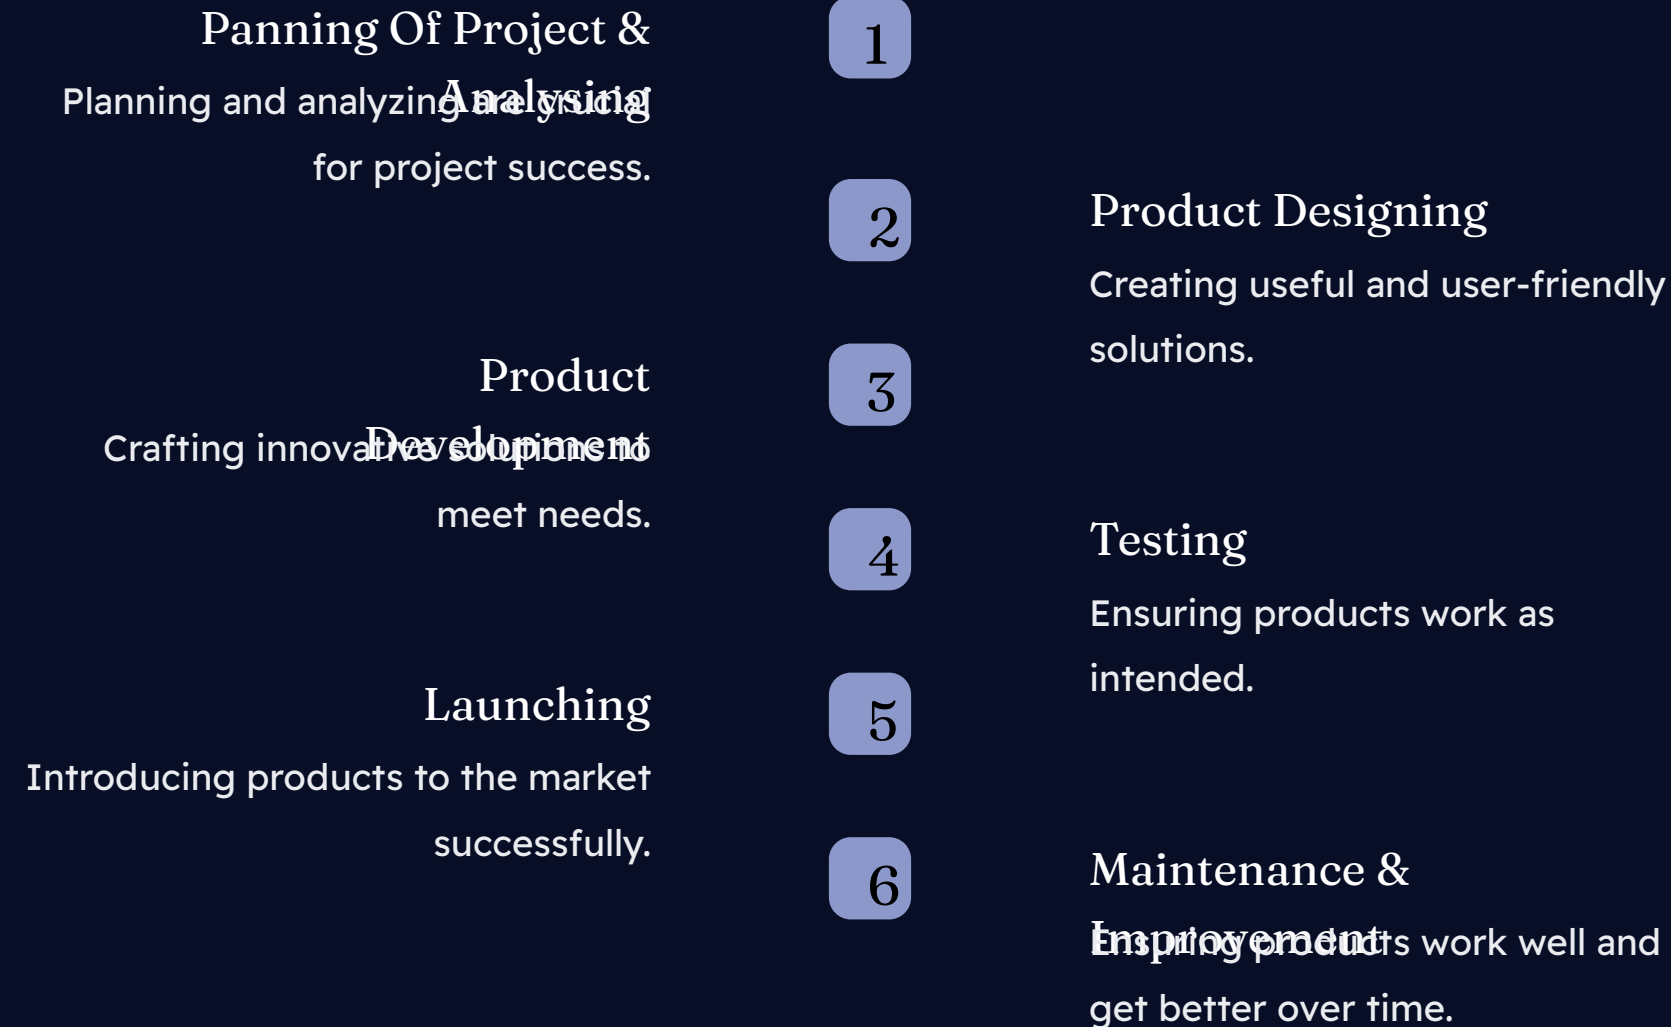 Panning Of Project &
Analysing
Planning and analyzing are crucial
for project success.
1
2
Product Designing
Creating useful and user-friendly
solutions.
Product
Development
Crafting innovative solutions to
meet needs.
3
4
Testing
Ensuring products work as
intended.
Launching
Introducing products to the market
successfully.
5
6
Maintenance &
Improvement
Ensuring products work well and
get better over time.